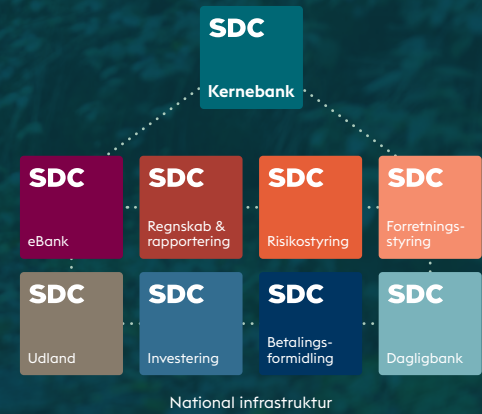 SDC
Kernebank
SDC
eBank
SDC
Regnskab &
rapportering
SDC
Risikostyring
SDC
Forretnings-
styring
SDC
Udland
SDC
Investering
SDC
Betalings-
formidling
SDC
Dagligbank
National infrastruktur